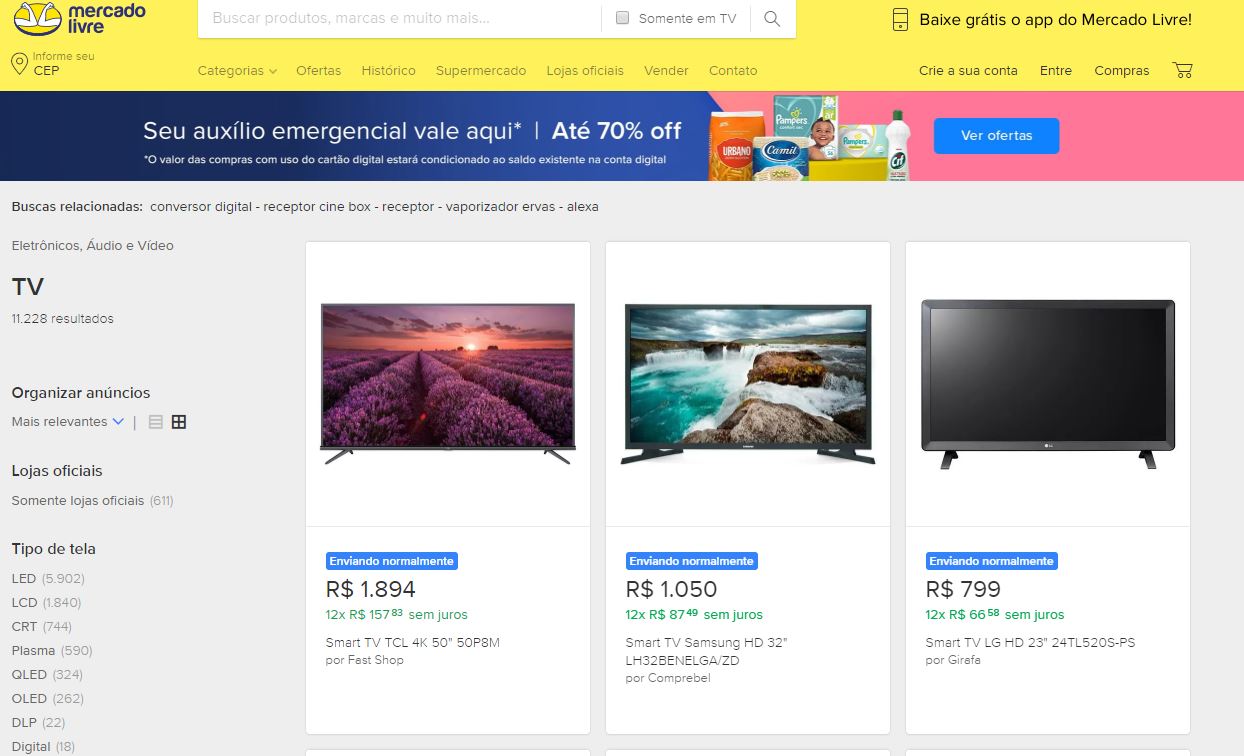 mercado
livre
Buscar produtos, marcas e muito mais...
Somente em TV
Baixe grátis o app do Mercado Livre!
Informe seu
CEP
Categorias
Ofertas
Histórico
Supermercado
Lojas oficiais
Vender
Contato
Crie a sua conta
Entre
Compras
Seu auxílio emergencial vale aqui* | Até 70% off
*O valor das compras com uso do cartão digital estará condicionado ao saldo existente na conta digital
URBANO
Camil
Pampers
Pampers
Cif
Ver ofertas
Buscas relacionadas: conversor digital - receptor cine box - receptor - vaporizador ervas - alexa
Eletrônicos, Áudio e Vídeo
TV
11.228 resultados
Organizar anúncios
Mais relevantes
Lojas oficiais
Somente lojas oficiais (611)
Tipo de tela
LED (5.902)
LCD (1.840)
CRT (744)
Plasma (590)
QLED (324)
OLED (262)
DLP (22)
Digital (18)
Enviando normalmente
R$ 1.894
12x R$ 157 83 sem juros
Smart TV TCL 4K 50" 50P8M
por Fast Shop
Enviando normalmente
R$ 1.050
12x R$ 87 49 sem juros
Smart TV Samsung HD 32"
LH32BENELGA/ZD
por Comprebel
LG
Enviando normalmente
R$ 799
12x R$ 66 58 sem juros
Smart TV LG HD 23" 24TL520S-PS
por Girafa